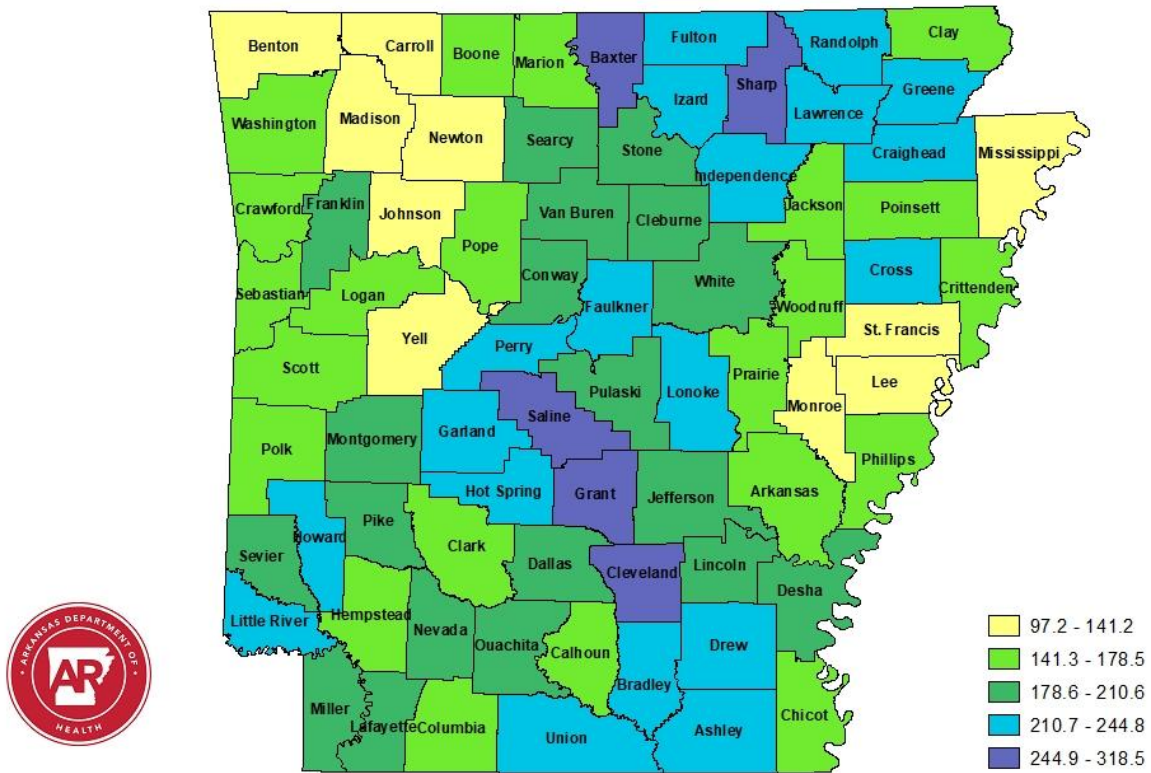 Benton
Carroll
Boone
Marion
Baxter
Fulton
Sharp
Randolph
Clay
Izard
Lawrence
Greene
Washington
Madison
Newton
Searcy
Stone
Independence
Craighead
Mississippi
Crawford
Franklin
Johnson
Pope
Van Buren
Cleburne
Jackson
Poinsett
Sebastian
Logan
Conway
Faulkner
White
Woodruff
Cross
Crittenden
Scott
Yell
Perry
Pulaski
Lonoke
Prairie
St. Francis
Lee
Monroe
Saline
Polk
Montgomery
Garland
Hot Spring
Grant
Jefferson
Arkansas
Phillips
Sevier
Howard
Pike
Clark
Dallas
Cleveland
Lincoln
Desha
Little River
Hempstead
Nevada
Ouachita
Calhoun
Bradley
Drew
Miller
Lafayette
Columbia
Union
Ashley
Chicot
ARKANSAS DEPARTMENT OF
AR
HEALTH
97.2 - 141.2
141.3 - 178.5
178.6 - 210.6
210.7 - 244.8
244.9 - 318.5